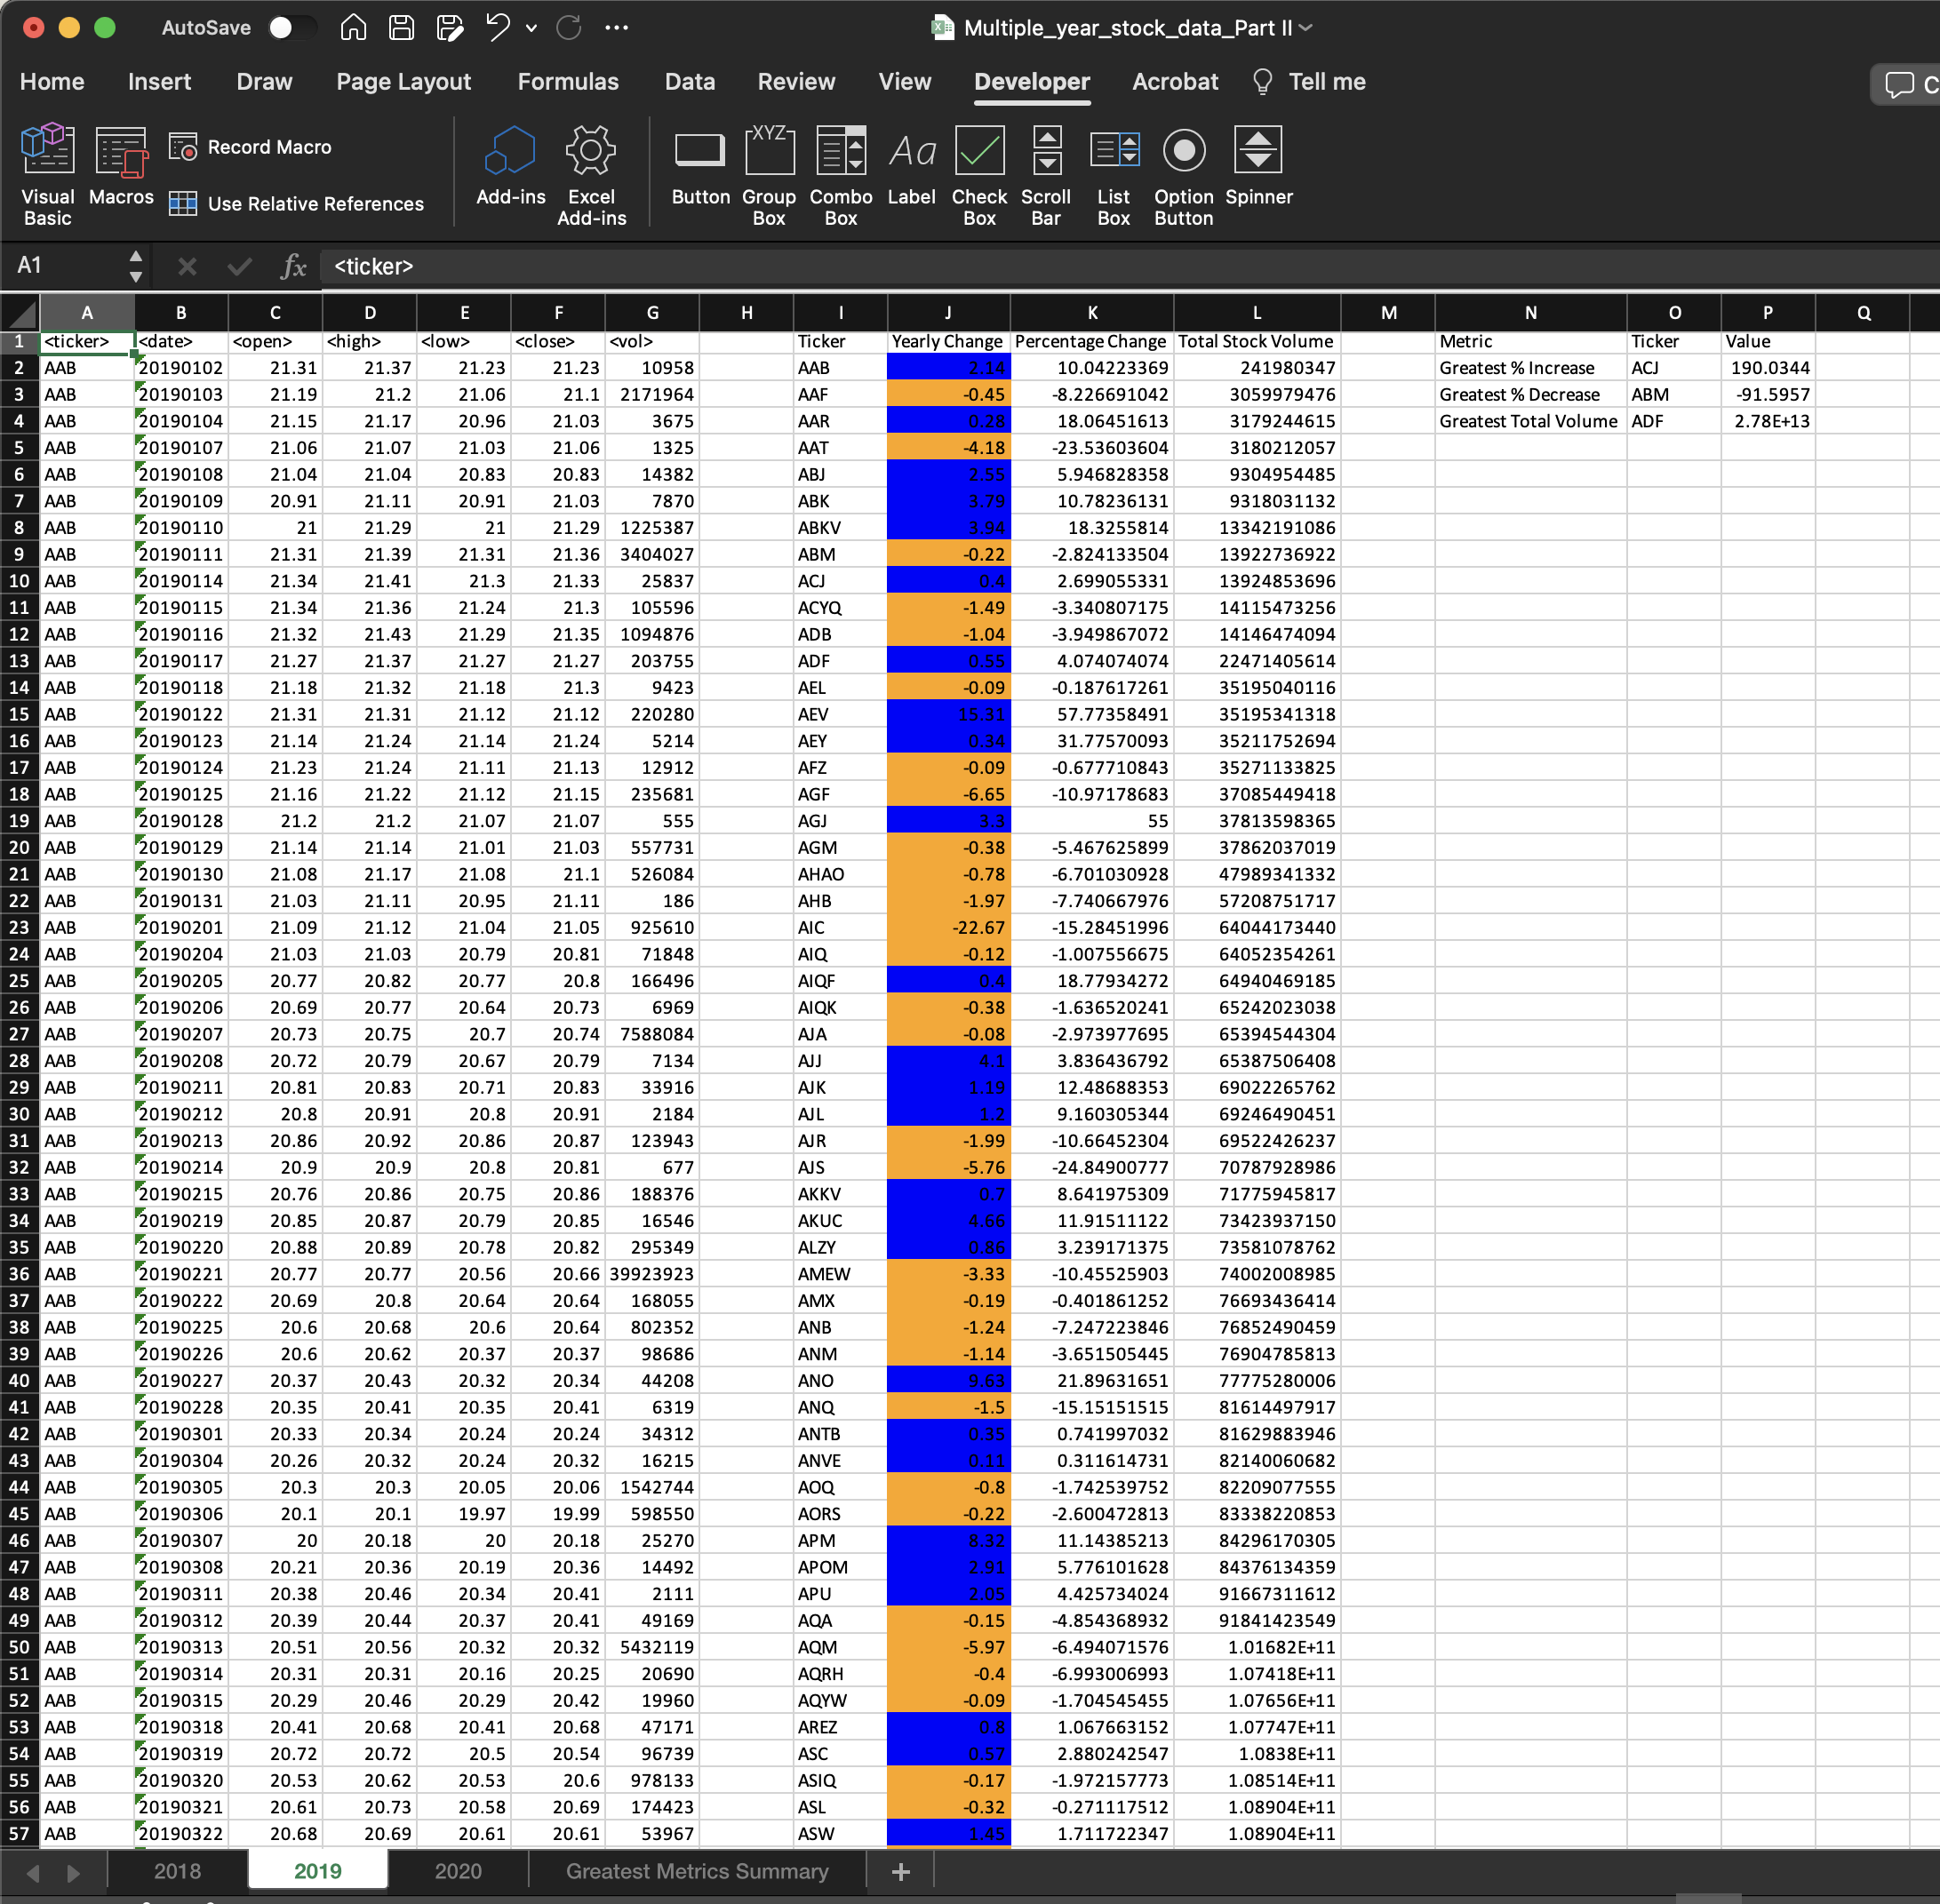 AutoSave Multiple_year_stock_data_Part II
Home Insert Draw Page Layout Formulas Data Review View Developer Acrobat Tell me C
Visual Basic Macros Record Macro Use Relative References Add-ins Excel Add-ins Button XYZ Group Box Combo Box Aa Label Check Box Scroll Bar List Box Option Button Spinner
A1 fx <ticker>
A B C D E F G H I J K L M N O P Q
1 <ticker> <date> <open> <high> <low> <close> <vol> Ticker Yearly Change Percentage Change Total Stock Volume Metric Ticker Value
2 AAB 20190102 21.31 21.37 21.23 21.23 10958 AAB 2.14 10.04223369 241980347 Greatest % Increase ACJ 190.0344
3 AAB 20190103 21.19 21.2 21.06 21.1 2171964 AAF -0.45 -8.226691042 3059979476 Greatest % Decrease ABM -91.5957
4 AAB 20190104 21.15 21.17 20.96 21.03 3675 AAR 0.28 18.06451613 3179244615 Greatest Total Volume ADF 2.78E+13
5 AAB 20190107 21.06 21.07 21.03 21.06 1325 AAT -4.18 -23.53603604 3180212057
6 AAB 20190108 21.04 21.04 20.83 20.83 14382 ABJ 2.55 5.946828358 9304954485
7 AAB 20190109 20.91 21.11 20.91 21.03 7870 ABK 3.79 10.78236131 9318031132
8 AAB 20190110 21 21.29 21 21.29 1225387 ABKV 3.94 18.3255814 13342191086
9 AAB 20190111 21.31 21.39 21.31 21.36 3404027 ABM -0.22 -2.824133504 13922736922
10 AAB 20190114 21.34 21.41 21.3 21.33 25837 ACJ 0.4 2.699055331 13924853696
11 AAB 20190115 21.34 21.36 21.24 21.3 105596 ACYQ -1.49 -3.340807175 14115473256
12 AAB 20190116 21.32 21.43 21.29 21.35 1094876 ADB -1.04 -3.949867072 14146474094
13 AAB 20190117 21.27 21.37 21.27 21.27 203755 ADF 0.55 4.074074074 22471405614
14 AAB 20190118 21.18 21.32 21.18 21.3 9423 AEL -0.09 -0.187617261 35195040116
15 AAB 20190122 21.31 21.31 21.12 21.12 220280 AEV 15.31 57.77358491 35195341318
16 AAB 20190123 21.14 21.24 21.14 21.24 5214 AEY 0.34 31.77570093 35211752694
17 AAB 20190124 21.23 21.24 21.11 21.13 12912 AFZ -0.09 -0.677710843 35271133825
18 AAB 20190125 21.16 21.22 21.12 21.15 235681 AGF -6.65 -10.97178683 37085449418
19 AAB 20190128 21.2 21.2 21.07 21.07 555 AGJ 3.3 55 37813598365
20 AAB 20190129 21.14 21.14 21.01 21.03 557731 AGM -0.38 -5.467625899 37862037019
21 AAB 20190130 21.08 21.17 21.08 21.1 526084 AHAO -0.78 -6.701030928 47989341332
22 AAB 20190131 21.03 21.11 20.95 21.11 186 AHB -1.97 -7.740667976 57208751717
23 AAB 20190201 21.09 21.12 21.04 21.05 925610 AIC -22.67 -15.28451996 64044173440
24 AAB 20190204 21.03 21.03 20.79 20.81 71848 AIQ -0.12 -1.007556675 64052354261
25 AAB 20190205 20.77 20.82 20.77 20.8 166496 AIQF 0.4 18.77934272 64940469185
26 AAB 20190206 20.69 20.77 20.64 20.73 6969 AIQK -0.38 -1.636520241 65242023038
27 AAB 20190207 20.73 20.75 20.7 20.74 7588084 AJA -0.08 -2.973977695 65394544304
28 AAB 20190208 20.72 20.79 20.67 20.79 7134 AJJ 4.1 3.836436792 65387506408
29 AAB 20190211 20.81 20.83 20.71 20.83 33916 AJK 1.19 12.48688353 69022265762
30 AAB 20190212 20.8 20.91 20.8 20.91 2184 AJL 1.2 9.160305344 69246490451
31 AAB 20190213 20.86 20.92 20.86 20.87 123943 AJR -1.99 -10.66452304 69522426237
32 AAB 20190214 20.9 20.9 20.8 20.81 677 AJS -5.76 -24.84900777 70787928986
33 AAB 20190215 20.76 20.86 20.75 20.86 188376 AKKV 0.7 8.641975309 71775945817
34 AAB 20190219 20.85 20.87 20.79 20.85 16546 AKUC 4.66 11.91511122 73423937150
35 AAB 20190220 20.88 20.89 20.78 20.82 295349 ALZY 0.86 3.239171375 73581078762
36 AAB 20190221 20.77 20.77 20.56 20.66 39923923 AMEW -3.33 -10.45525903 74002008985
37 AAB 20190222 20.69 20.8 20.64 20.64 168055 AMX -0.19 -0.401861252 76693436414
38 AAB 20190225 20.6 20.68 20.6 20.64 802352 ANB -1.24 -7.247223846 76852490459
39 AAB 20190226 20.6 20.62 20.37 20.37 98686 ANM -1.14 -3.651505445 76904785813
40 AAB 20190227 20.37 20.43 20.32 20.34 44208 ANO 9.63 21.89631651 77775280006
41 AAB 20190228 20.35 20.41 20.35 20.41 6319 ANQ -1.5 -15.15151515 81614497917
42 AAB 20190301 20.33 20.34 20.24 20.24 34312 ANTB 0.35 0.741997032 81629883946
43 AAB 20190304 20.26 20.32 20.24 20.32 16215 ANVE 0.11 0.311614731 82140060682
44 AAB 20190305 20.3 20.3 20.05 20.06 1542744 AOQ -0.8 -1.742539752 82209077555
45 AAB 20190306 20.1 20.1 19.97 19.99 598550 AORS -0.22 -2.600472813 83338220853
46 AAB 20190307 20 20.18 20 20.18 25270 APM 8.32 11.14385213 84296170305
47 AAB 20190308 20.21 20.36 20.19 20.36 14492 APOM 2.91 5.776101628 84376134359
48 AAB 20190311 20.38 20.46 20.34 20.41 2111 APU 2.05 4.425734024 91667311612
49 AAB 20190312 20.39 20.44 20.37 20.41 49169 AQA -0.15 -4.854368932 91841423549
50 AAB 20190313 20.51 20.56 20.32 20.32 5432119 AQM -5.97 -6.494071576 1.01682E+11
51 AAB 20190314 20.31 20.31 20.16 20.25 20690 AQRH -0.4 -6.993006993 1.07418E+11
52 AAB 20190315 20.29 20.46 20.29 20.42 19960 AQYW -0.09 -1.704545455 1.07656E+11
53 AAB 20190318 20.41 20.68 20.41 20.68 47171 AREZ 0.8 1.067663152 1.07747E+11
54 AAB 20190319 20.72 20.72 20.5 20.54 96739 ASC 0.57 2.880242547 1.0838E+11
55 AAB 20190320 20.53 20.62 20.53 20.6 978133 ASIQ -0.17 -1.972157773 1.08514E+11
56 AAB 20190321 20.61 20.73 20.58 20.69 174423 ASL -0.32 -0.271117512 1.08904E+11
57 AAB 20190322 20.68 20.69 20.61 20.61 53967 ASW 1.45 1.711722347 1.08904E+11
2018 2019 2020 Greatest Metrics Summary +